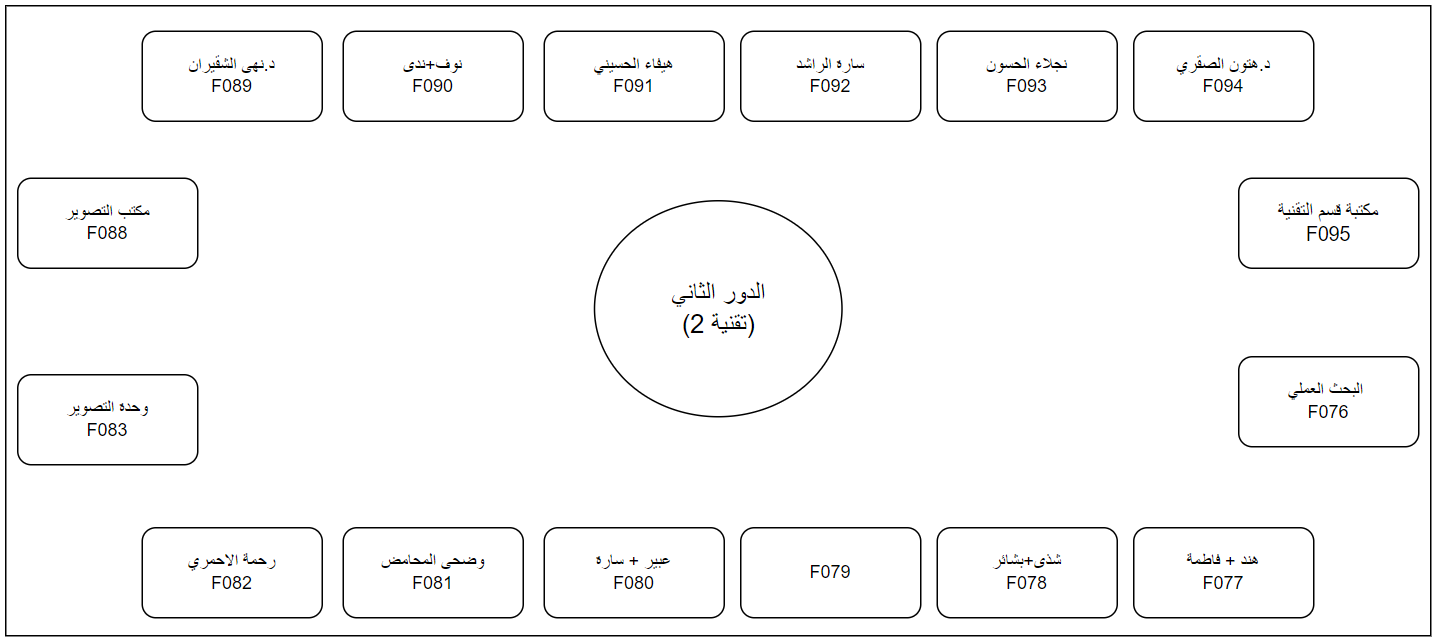 د.هتون الصقري
F094
نجلاء الحسون
F093
سارة الراشد
F092
هيفاء الحسيني
F091
نوف+ندى
F090
د.نهى الشقيران
F089
مكتبة قسم التقنية
F095
مكتب التصوير
F088
الدور الثاني
(تقنية 2)
البحث العملي
F076
وحدة التصوير
F083
هند + فاطمة
F077
شذى+بشائر
F078
F079
عبير + سارة
F080
وضحى المحامض
F081
رحمة الاحمري
F082